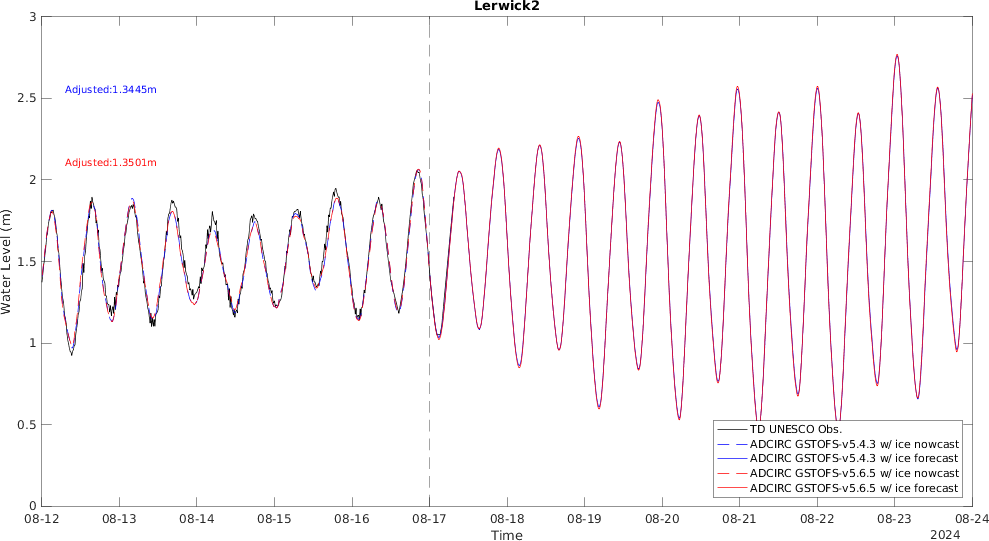 Lerwick2
3
2.5
2
1.5
1
0.5
0
Water Level (m)
Adjusted:1.3445m
Adjusted:1.3501m
TD UNESCO Obs.
ADCIRC GSTOFS-v5.4.3 w/ ice nowcast
ADCIRC GSTOFS-v5.4.3 w/ ice forecast
ADCIRC GSTOFS-v5.6.5 w/ ice nowcast
ADCIRC GSTOFS-v5.6.5 w/ ice forecast
08-12 08-13 08-14 08-15 08-16 08-17 08-18 08-19 08-20 08-21 08-22 08-23 08-24
Time
2024